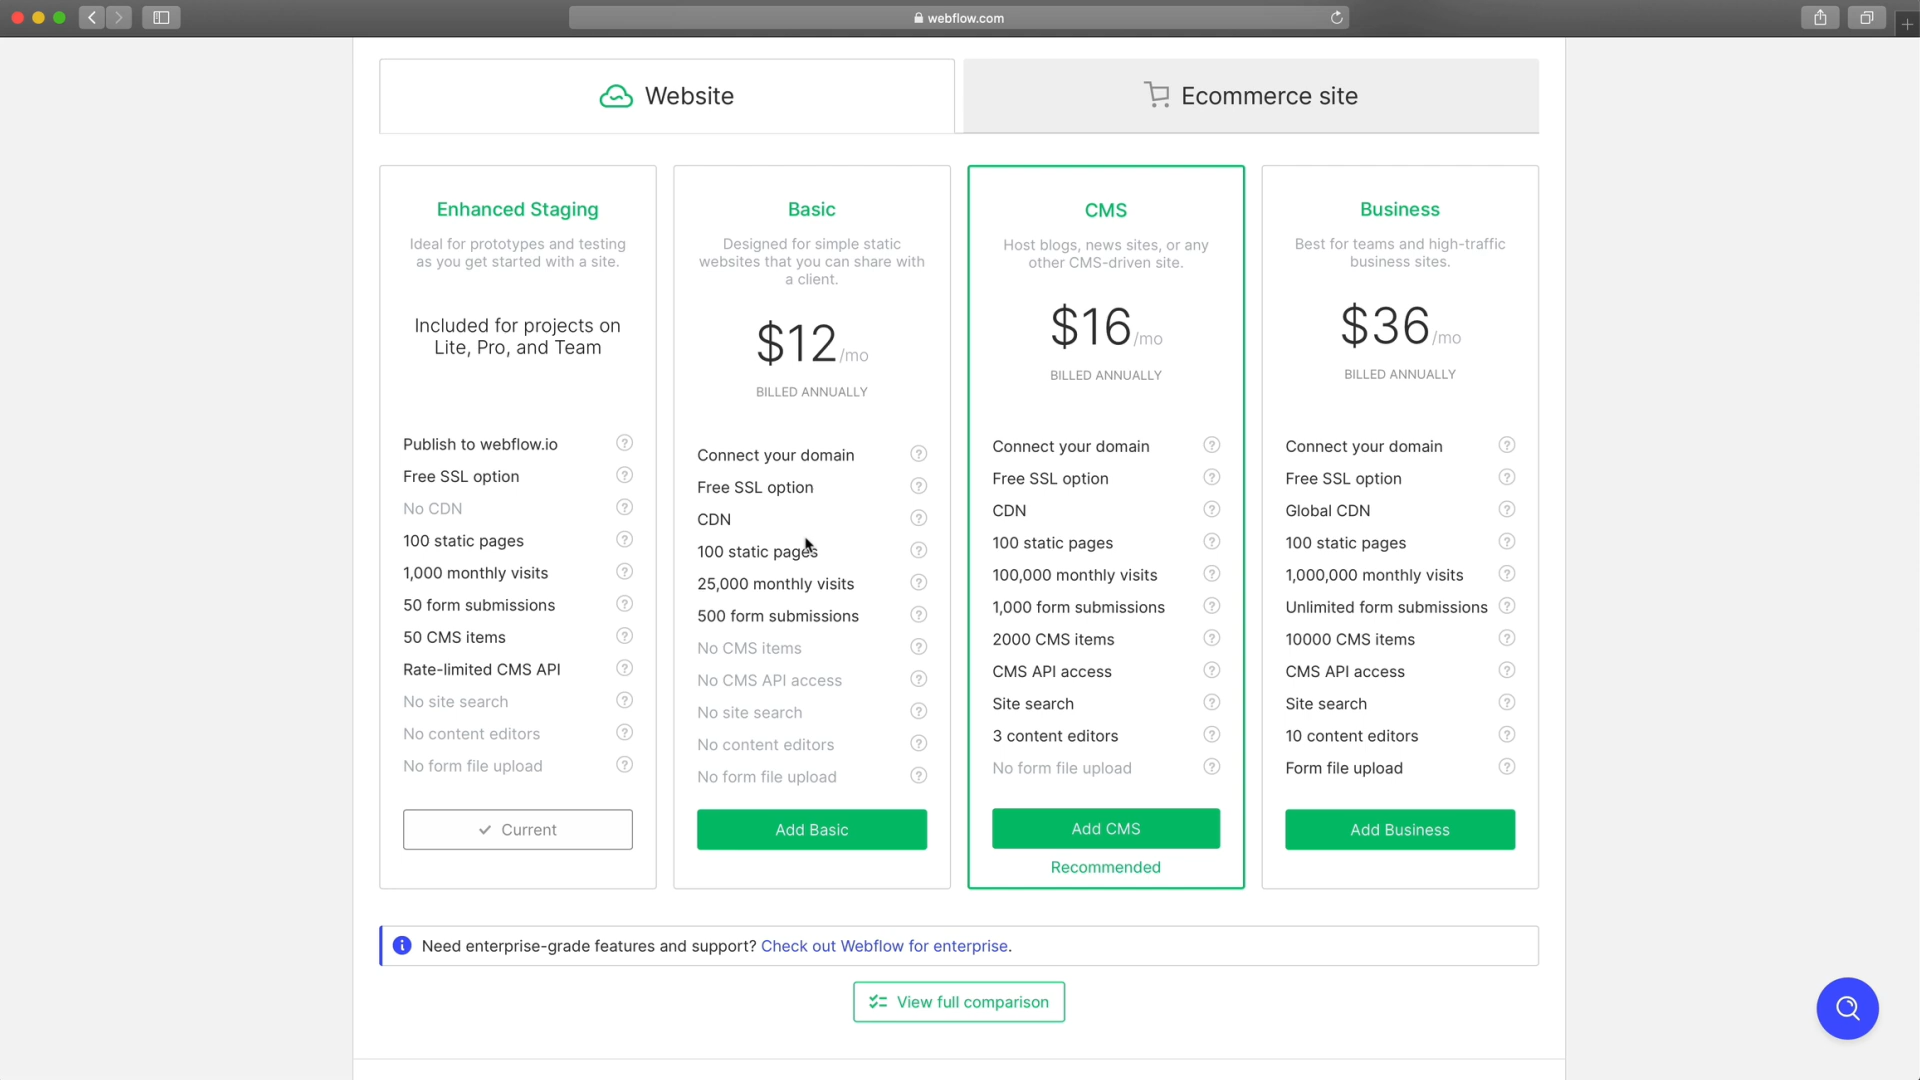 webflow.com
Website
Ecommerce site
Enhanced Staging
Ideal for prototypes and testing
as you get started with a site.
Included for projects on
Lite, Pro, and Team
Publish to webflow.io
Free SSL option
No CDN
100 static pages
1,000 monthly visits
50 form submissions
50 CMS items
Rate-limited CMS API
No site search
No content editors
No form file upload
Current
Basic
Designed for simple static
websites that you can share with
a client.
$12/mo
BILLED ANNUALLY
Connect your domain
Free SSL option
CDN
100 static pages
25,000 monthly visits
500 form submissions
No CMS items
No CMS API access
No site search
No content editors
No form file upload
Add Basic
CMS
Host blogs, news sites, or any
other CMS-driven site.
$16/mo
BILLED ANNUALLY
Connect your domain
Free SSL option
CDN
100 static pages
100,000 monthly visits
1,000 form submissions
2000 CMS items
CMS API access
Site search
3 content editors
No form file upload
Add CMS
Recommended
Business
Best for teams and high-traffic
business sites.
$36/mo
BILLED ANNUALLY
Connect your domain
Free SSL option
Global CDN
100 static pages
1,000,000 monthly visits
Unlimited form submissions
10000 CMS items
CMS API access
Site search
10 content editors
Form file upload
Add Business
Need enterprise-grade features and support? Check out Webflow for enterprise.
View full comparison